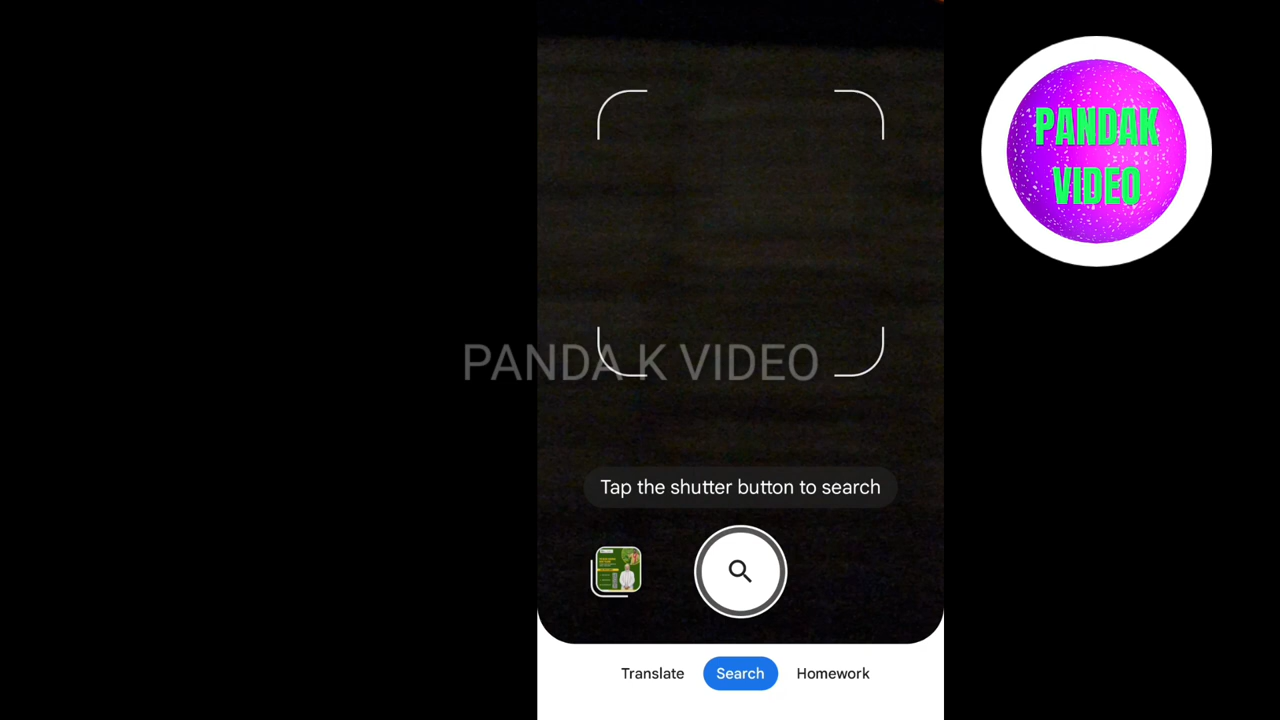 PANDAK
VIDEO
PANDA K VIDEO
Tap the shutter button to search
Translate
Search
Homework